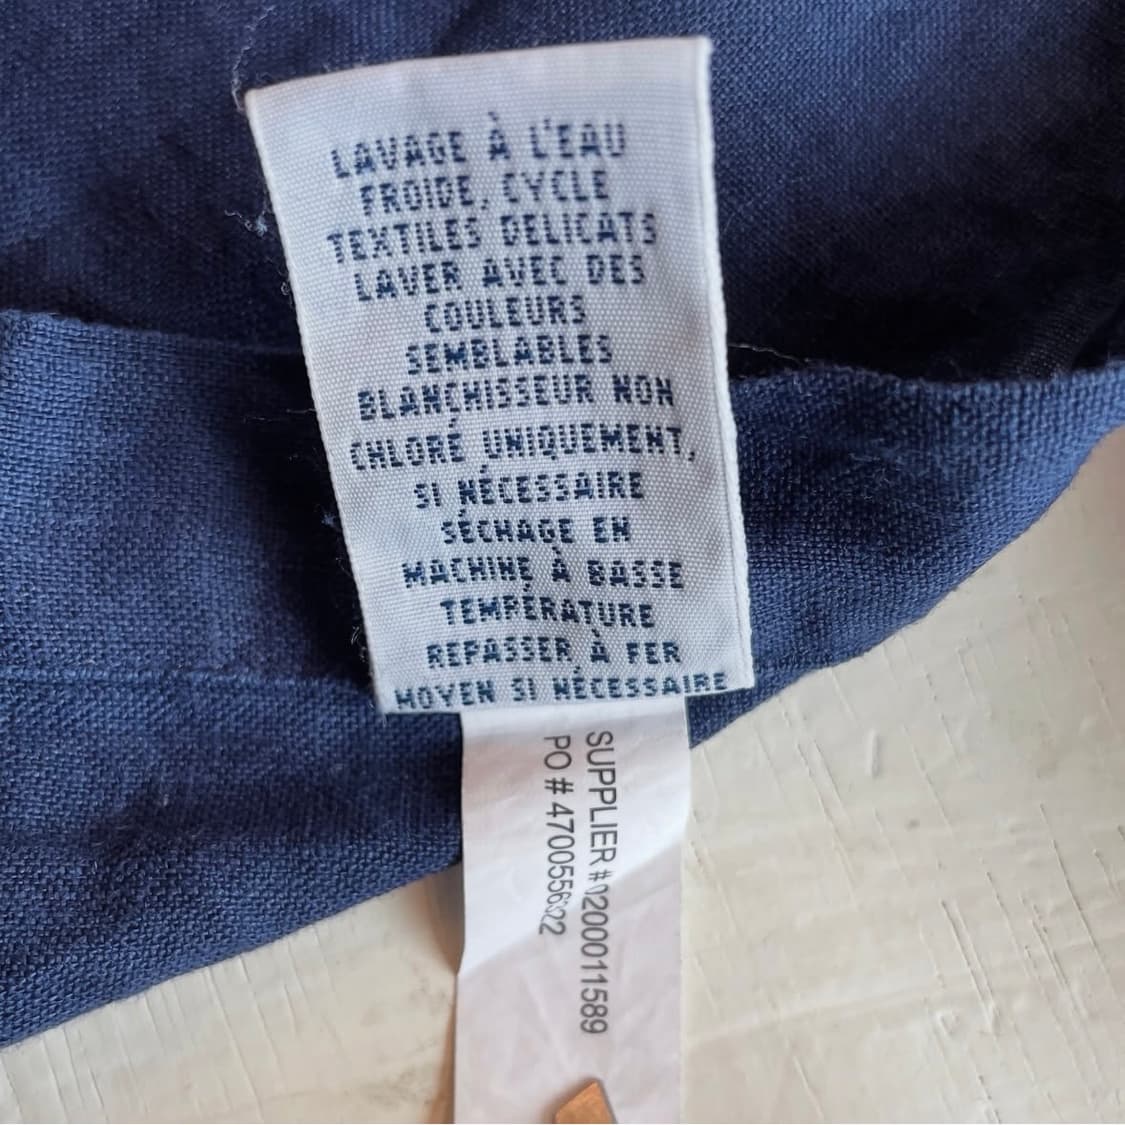 LAVAGE À L'EAU
FROIDE, CYCLE
TEXTILES DELICATS
LAVER AVEC DES
COULEURS
SEMBLABLES
BLANCHISSEUR NON
CHLORÉ UNIQUEMENT,
SI NÉCESSAIRE
SÉCHAGE EN
MACHINE À BASSE
TEMPÉRATURE
REPASSER À FER
MOYEN SI NÉCESSAIRE
SUPPLIER #0200011589
PO #